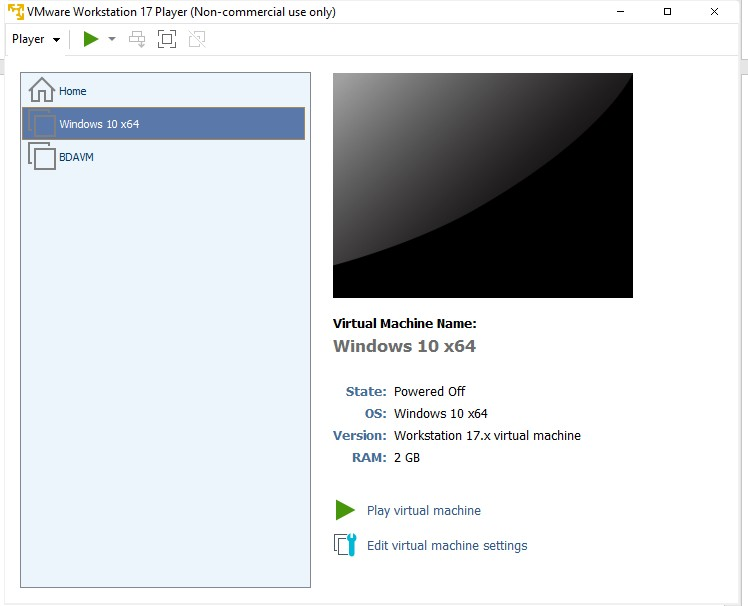 VMware Workstation 17 Player (Non-commercial use only)
Player
Home
Windows 10 x64
BDAVM
Virtual Machine Name:
Windows 10 x64
State: Powered Off
OS: Windows 10 x64
Version: Workstation 17.x virtual machine
RAM: 2 GB
Play virtual machine
Edit virtual machine settings